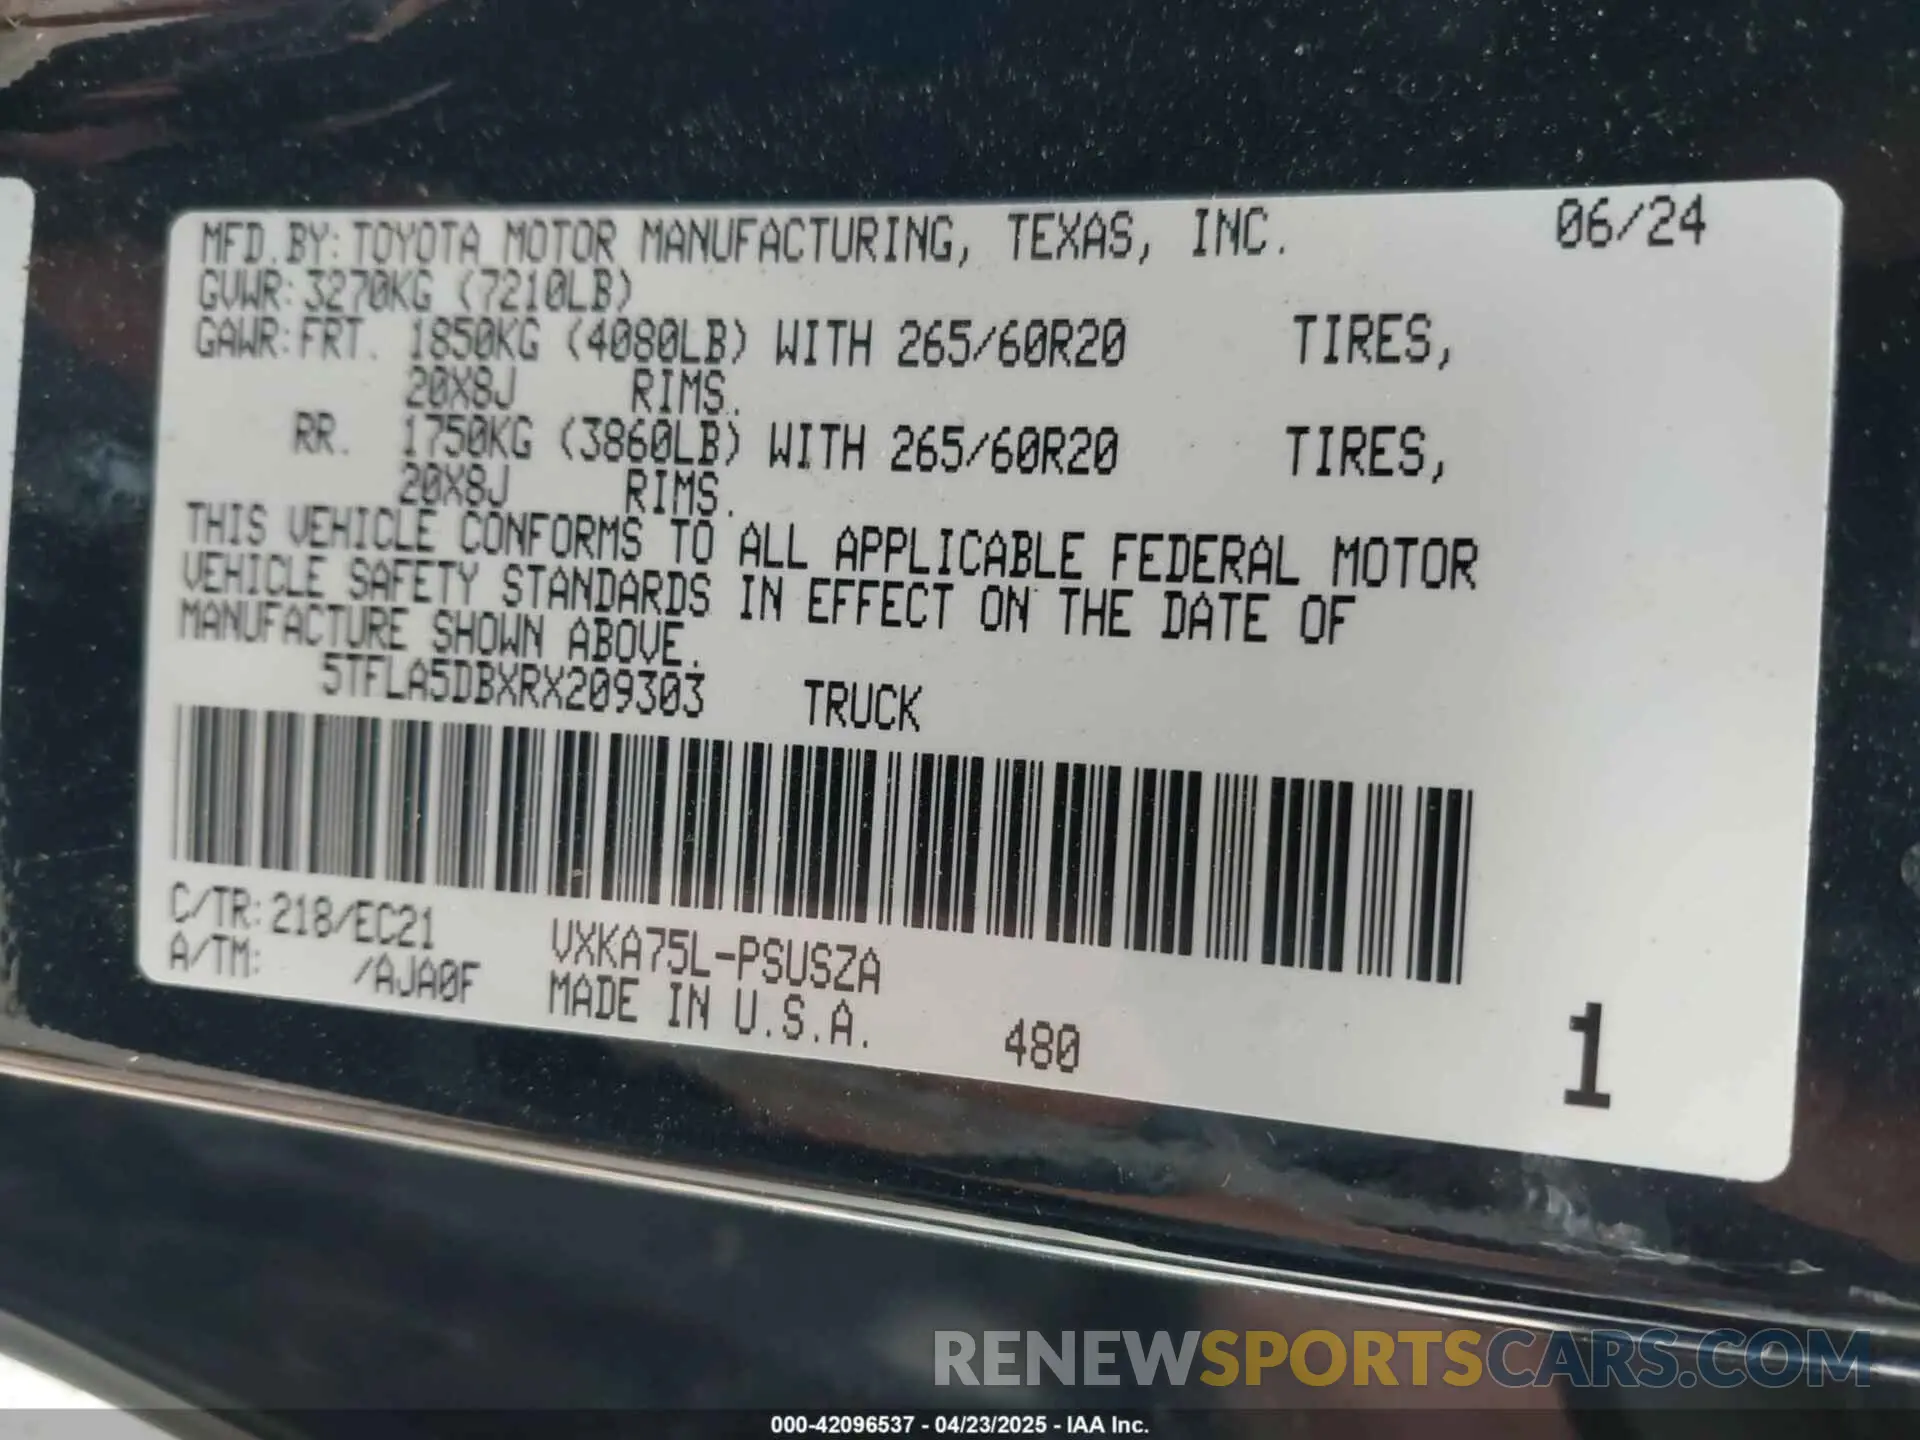 MFD.BY:TOYOTA MOTOR MANUFACTURING, TEXAS, INC. 06/24
GVWR:3270KG (7210LB)
GAWR:FRT. 1850KG (4080LB) WITH 265/60R20 TIRES,
20X8J RIMS.
RR. 1750KG (3860LB) WITH 265/60R20 TIRES,
20X8J RIMS.
THIS VEHICLE CONFORMS TO ALL APPLICABLE FEDERAL MOTOR
VEHICLE SAFETY STANDARDS IN EFFECT ON THE DATE OF
MANUFACTURE SHOWN ABOVE.
5TFLA5DBXRX209303 TRUCK
C/TR:218/EC21 VXKA75L-PSUSZA
A/TM: /AJA0F MADE IN U.S.A. 480 1
RENEWSPORTSCARS.COM
000-42096537 - 04/23/2025 - IAA Inc.